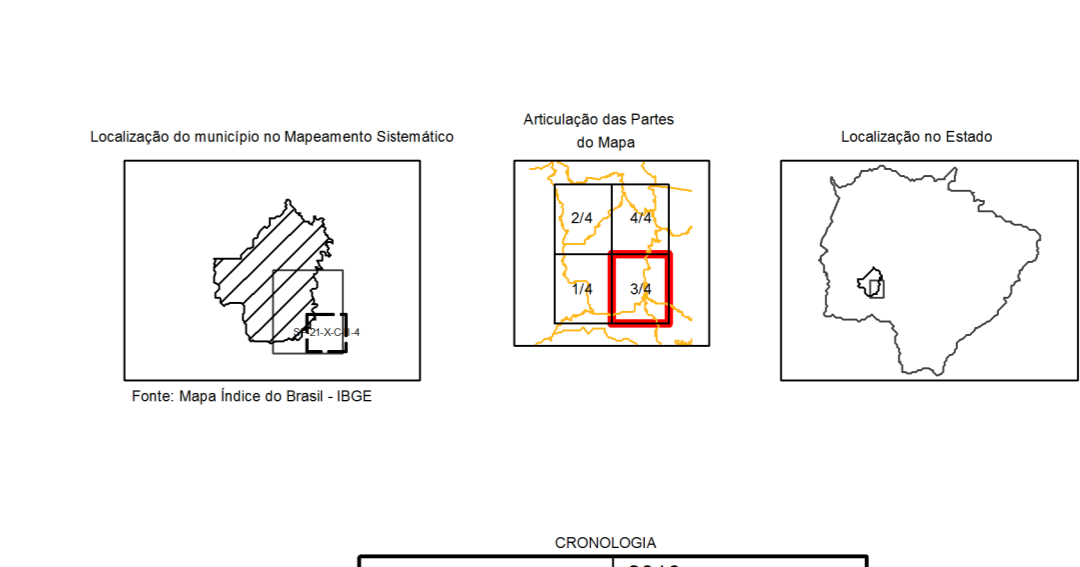 Localização do município no Mapeamento Sistemático
Articulação das Partes
do Mapa
Localização no Estado
2/4
4/4
1/4
3/4
Fonte: Mapa Índice do Brasil - IBGE
CRONOLOGIA